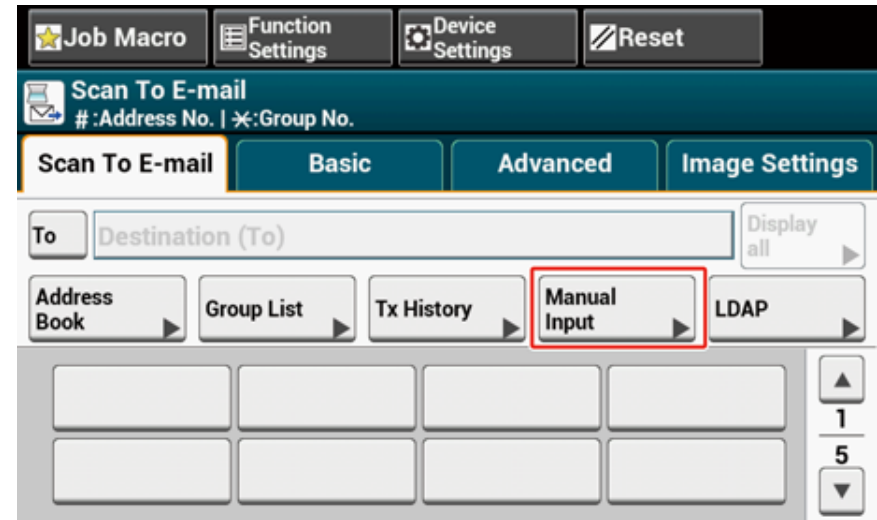 Job Macro
Function
Settings
Device
Settings
Reset
Scan To E-mail
#:Address No. | ✳:Group No.
Scan To E-mail
Basic
Advanced
Image Settings
To
Destination (To)
Display
all
Address
Book
Group List
Tx History
Manual
Input
LDAP
1
5